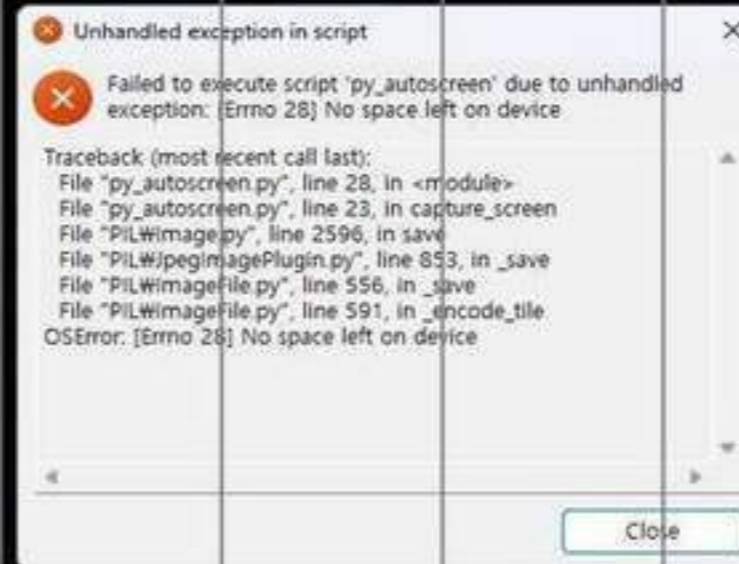 Unhandled exception in script
Failed to execute script 'py_autoscreen' due to unhandled
exception: [Errno 28] No space left on device
Traceback (most recent call last):
File "py_autoscreen.py", line 28, in <module>
File "py_autoscreen.py", line 23, in capture_screen
File "PIL₩Image.py", line 2596, in save
File "PIL₩JpegImagePlugin.py", line 853, in _save
File "PIL₩ImageFile.py", line 556, in _save
File "PIL₩ImageFile.py", line 591, in _encode_tile
OSError: [Errno 28] No space left on device
Close